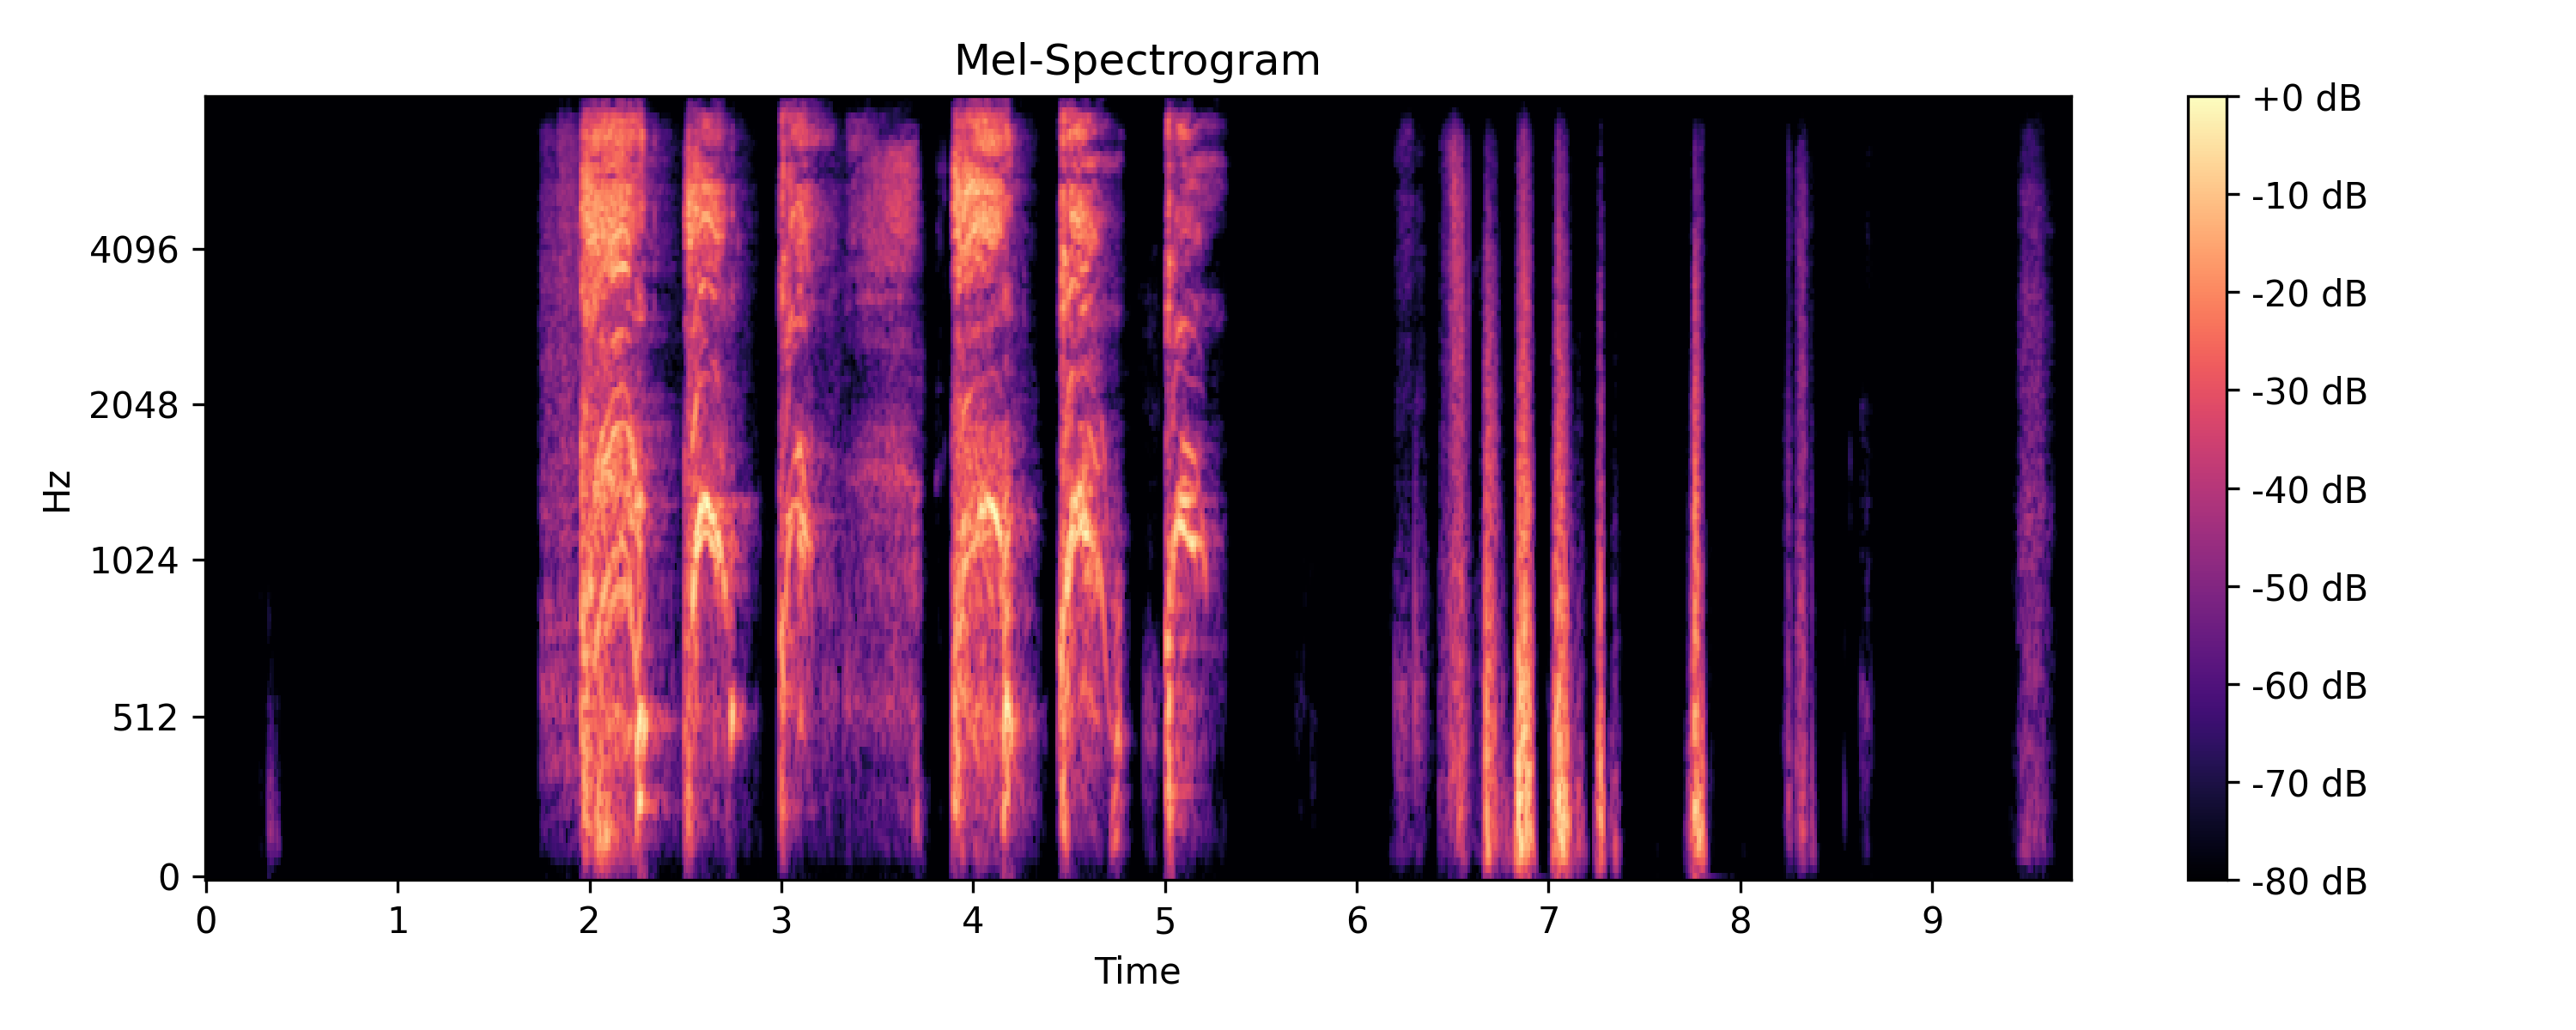 Mel-Spectrogram
+0 dB
-10 dB
-20 dB
-30 dB
-40 dB
-50 dB
-60 dB
-70 dB
-80 dB
Hz
4096
2048
1024
512
0
0 1 2 3 4 5 6 7 8 9
Time